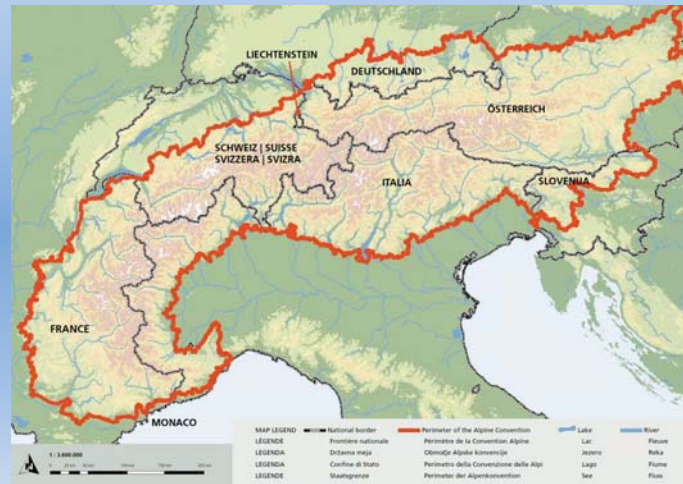 LIECHTENSTEIN
DEUTSCHLAND
ÖSTERREICH
SCHWEIZ | SUISSE
SVIZZERA | SVIZRA
ITALIA
SLOVENIJA
FRANCE
MONACO
MAP LEGEND National border Perimeter of the Alpine Convention Lake River
LÉGENDE Frontière nationale Périmètre de la Convention Alpine Lac Fleuve
LEGENDA Državna meja Območje Alpske konvencije Jezero Reka
LEGENDA Confine di Stato Perimetro della Convenzione delle Alpi Lago Fiume
LEGENDE Staatsgrenze Perimeter der Alpenkonvention See Fluss
1 : 3.600.000